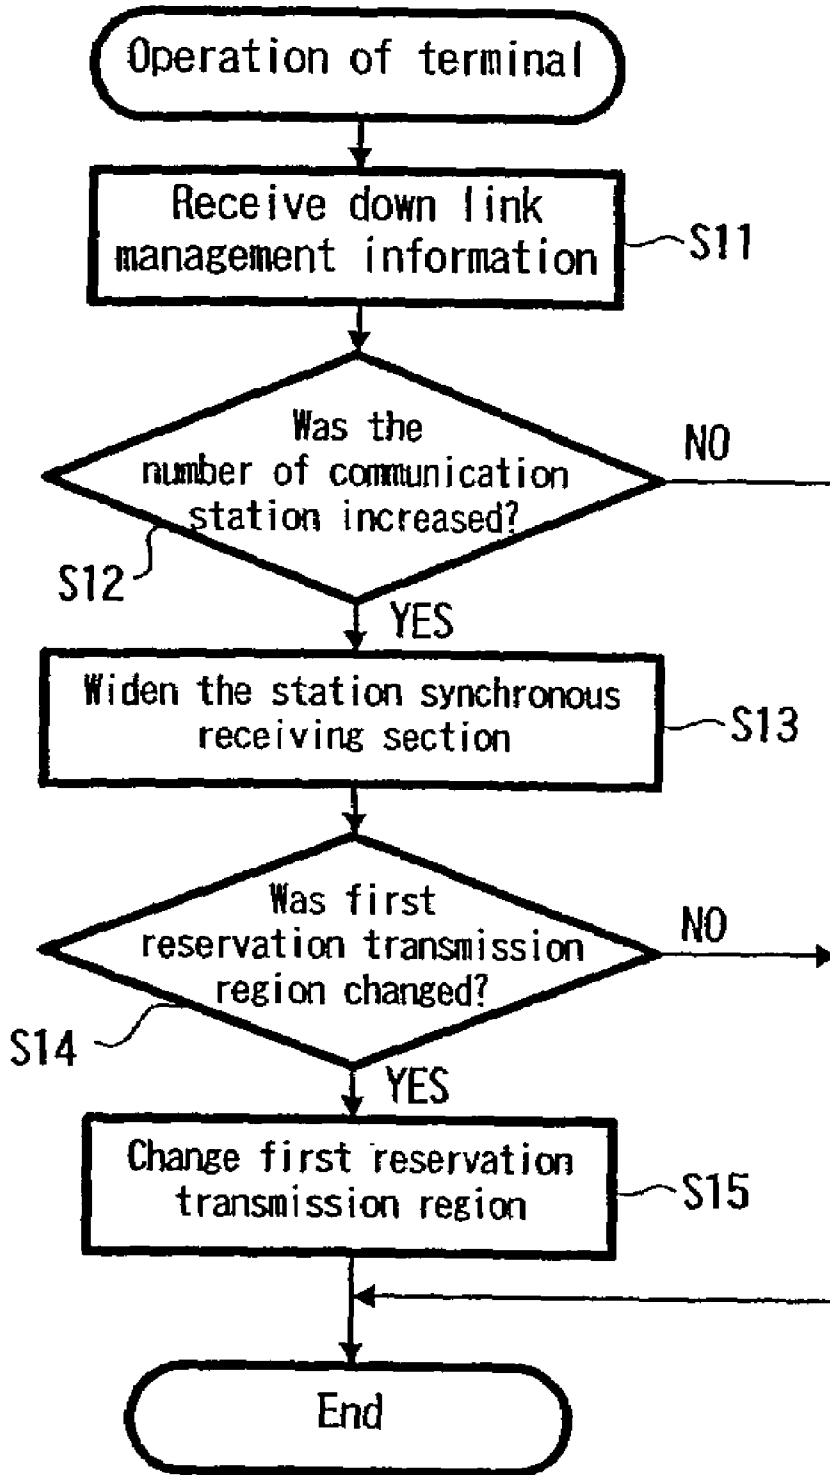 Operation of terminal
Receive down link
management information
S11
Was the
number of communication
station increased?
NO
S12
YES
Widen the station synchronous
receiving section
S13
Was first
reservation transmission
region changed?
NO
S14
YES
Change first reservation
transmission region
S15
End